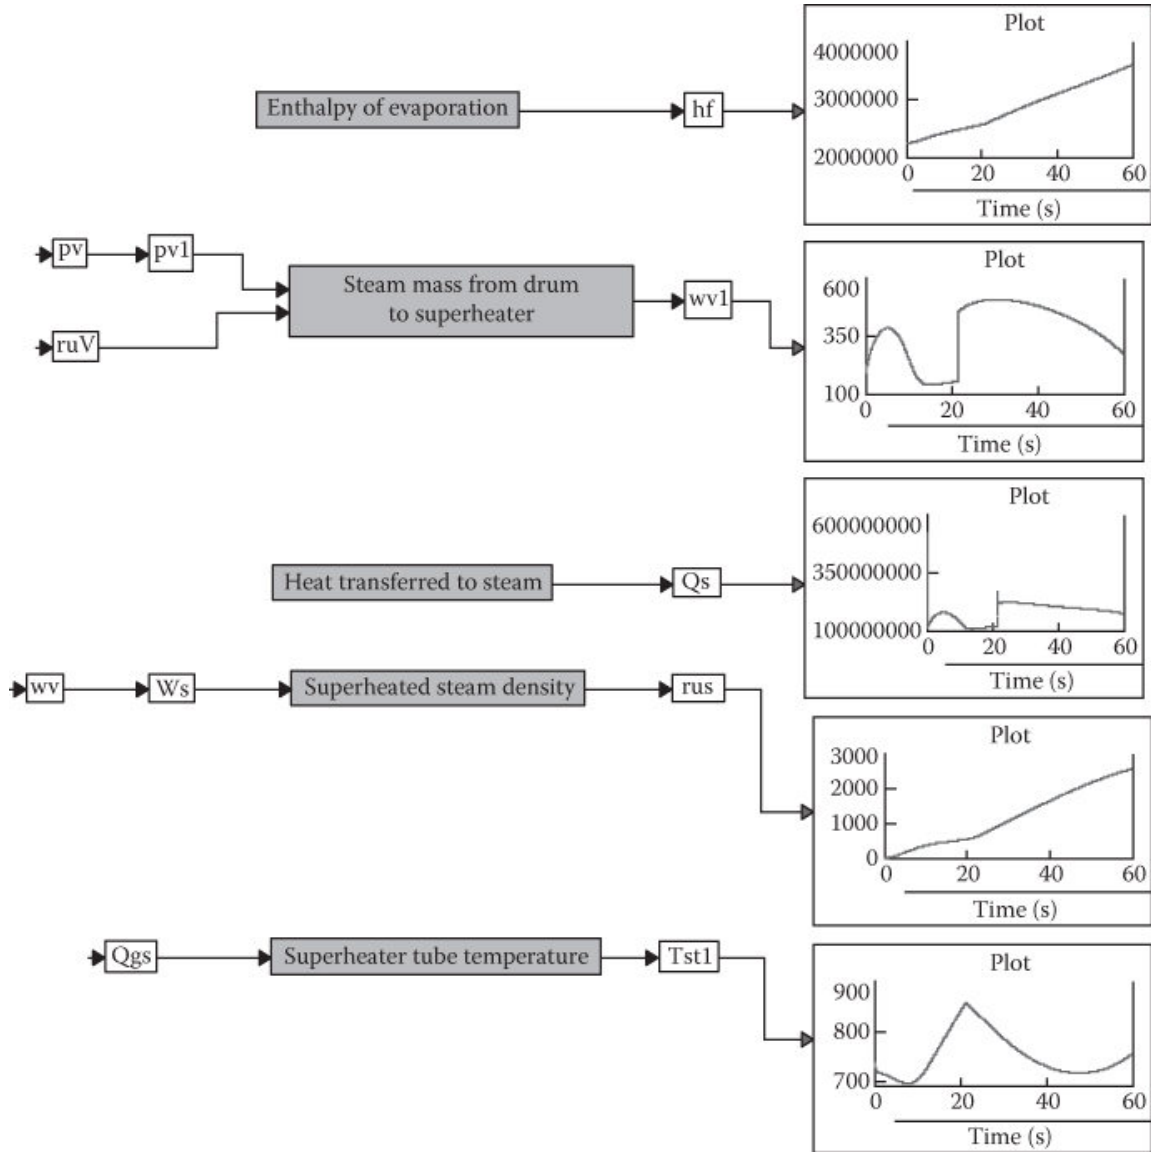 Plot
4000000
3000000
2000000
0 20 40 60
Time (s)
Enthalpy of evaporation
hf
pv
pv1
ruV
Steam mass from drum
to superheater
wv1
Plot
600
350
100
0 20 40 60
Time (s)
Heat transferred to steam
Qs
Plot
600000000
350000000
100000000
0 20 40 60
Time (s)
wv
Ws
Superheated steam density
rus
Plot
3000
2000
1000
0
0 20 40 60
Time (s)
Qgs
Superheater tube temperature
Tst1
Plot
900
800
700
0 20 40 60
Time (s)